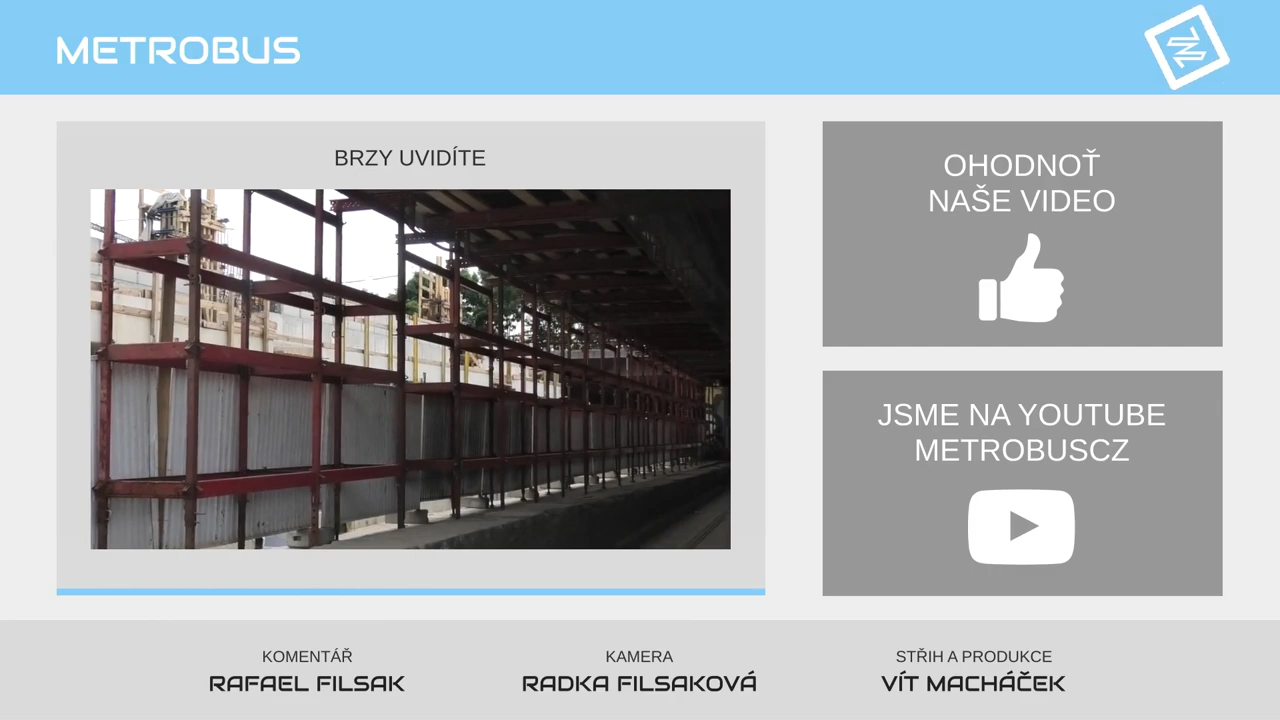 METROBUS
BRZY UVIDÍTE
OHODNOŤ
NAŠE VIDEO
JSME NA YOUTUBE
METROBUSCZ
KOMENTÁŘ
RAFAEL FILSAK
KAMERA
RADKA FILSAKOVÁ
STŘIH A PRODUKCE
VÍT MACHÁČEK